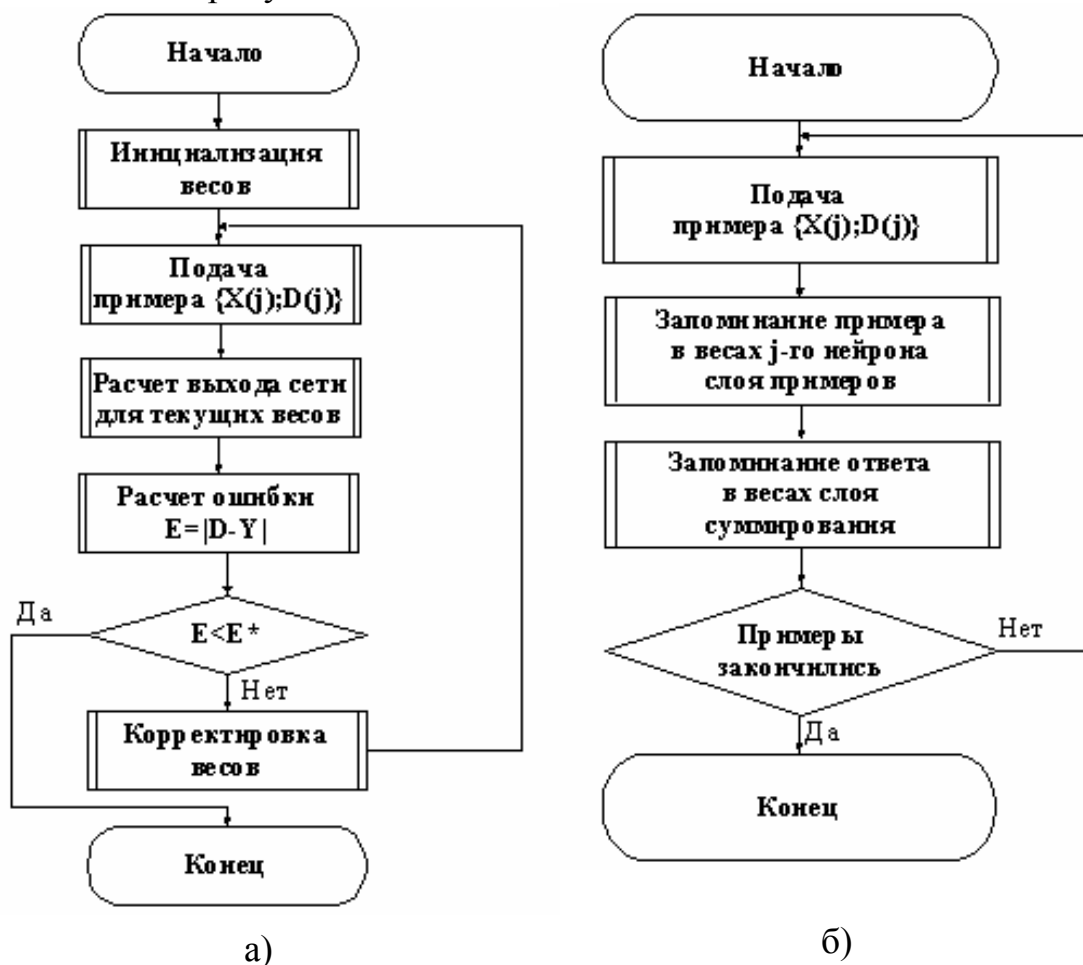 Начало
Инициализация
весов
Подача
примера {X(j);D(j)}
Расчет выхода сети
для текущих весов
Расчет ошибки
E=|D-Y|
Да
E<E*
Нет
Корректировка
весов
Конец
а)
Начало
Подача
примера {X(j);D(j)}
Запоминание примера
в весах j-го нейрона
слоя примеров
Запоминание ответа
в весах слоя
суммирования
Примеры
закончились
Нет
Да
Конец
б)